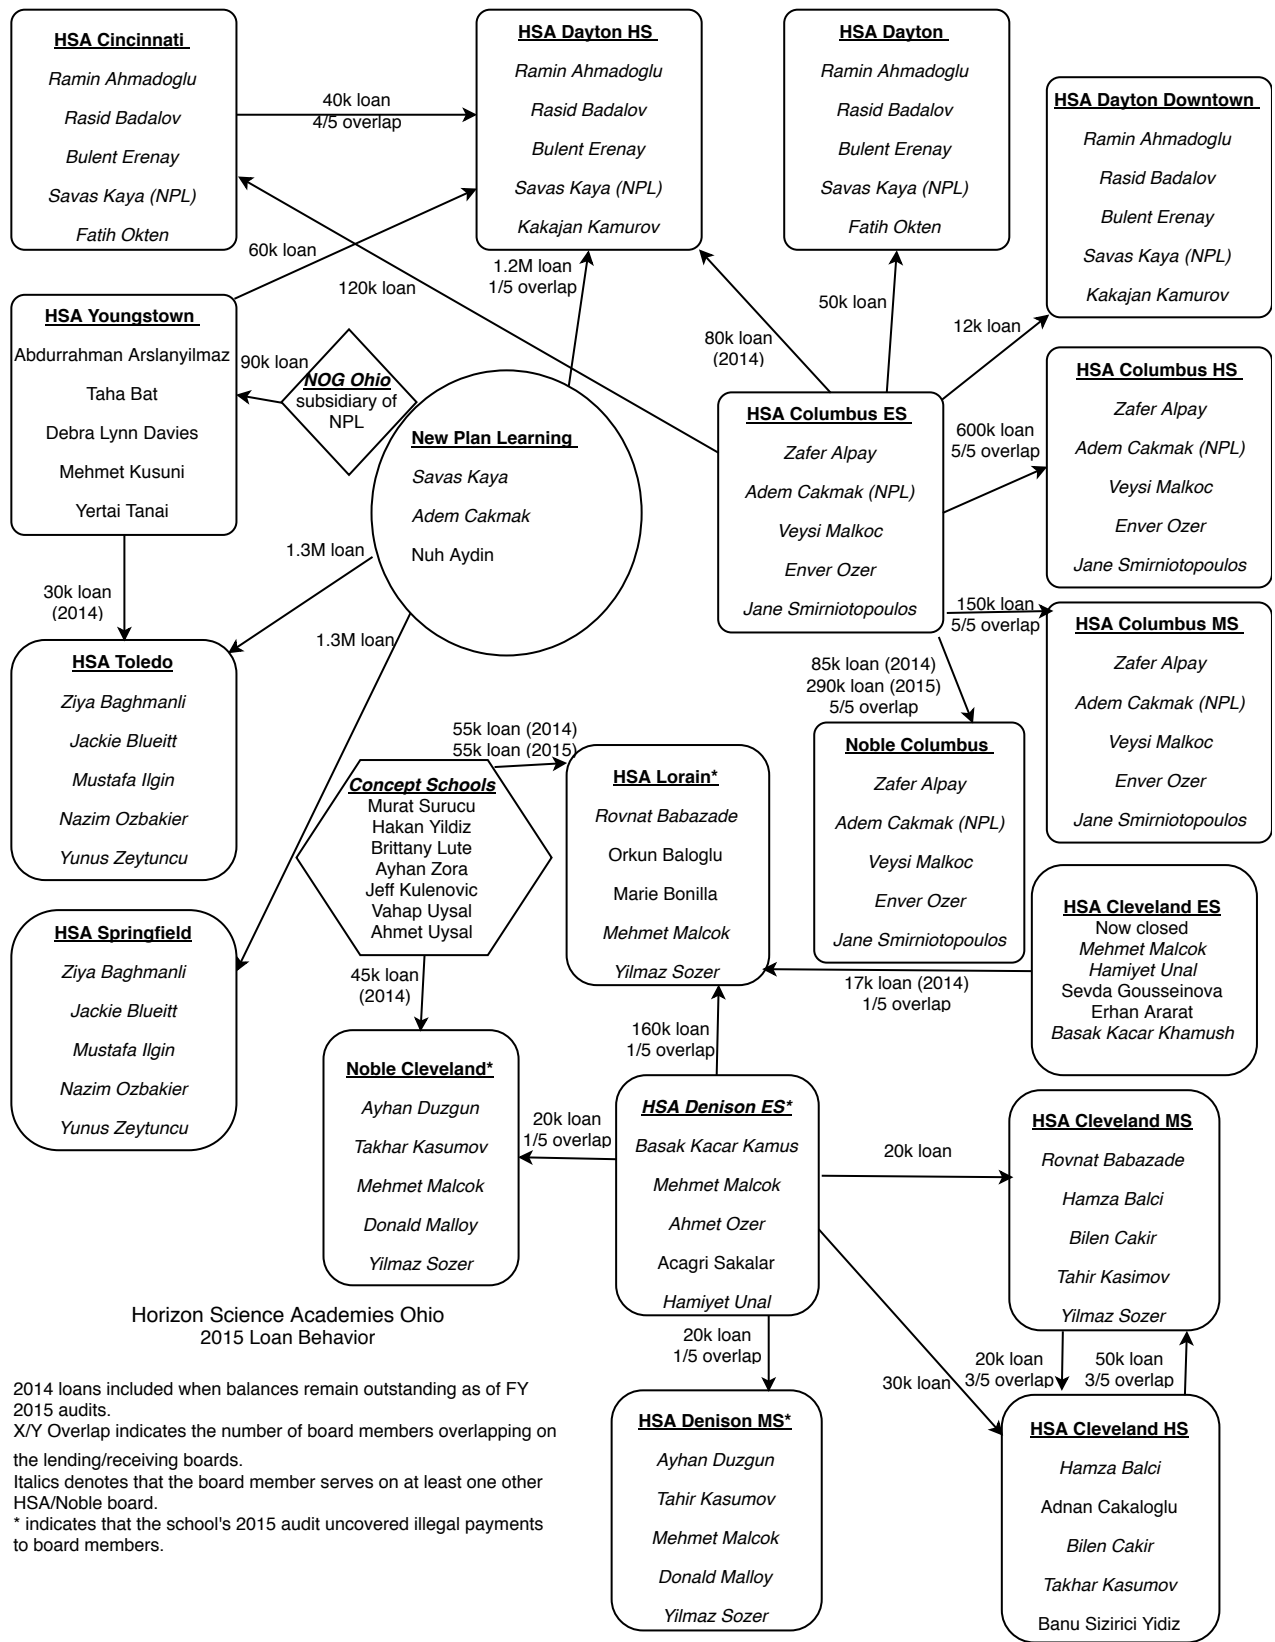 HSA Cincinnati
Ramin Ahmadoglu
Rasid Badalov
Bulent Erenay
Savas Kaya (NPL)
Fatih Okten
40k loan
4/5 overlap
HSA Dayton HS
Ramin Ahmadoglu
Rasid Badalov
Bulent Erenay
Savas Kaya (NPL)
Kakajan Kamurov
HSA Dayton
Ramin Ahmadoglu
Rasid Badalov
Bulent Erenay
Savas Kaya (NPL)
Fatih Okten
HSA Dayton Downtown
Ramin Ahmadoglu
Rasid Badalov
Bulent Erenay
Savas Kaya (NPL)
Kakajan Kamurov
60k loan
120k loan
1.2M loan
1/5 overlap
80k loan
(2014)
50k loan
12k loan
HSA Youngstown
Abdurrahman Arslanyilmaz
Taha Bat
Debra Lynn Davies
Mehmet Kusuni
Yertai Tanai
90k loan
NOG Ohio
subsidiary of
NPL
New Plan Learning
Savas Kaya
Adem Cakmak
Nuh Aydin
HSA Columbus ES
Zafer Alpay
Adem Cakmak (NPL)
Veysi Malkoc
Enver Ozer
Jane Smirniotopoulos
600k loan
5/5 overlap
HSA Columbus HS
Zafer Alpay
Adem Cakmak (NPL)
Veysi Malkoc
Enver Ozer
Jane Smirniotopoulos
30k loan
(2014)
1.3M loan
1.3M loan
150k loan
5/5 overlap
HSA Columbus MS
Zafer Alpay
Adem Cakmak (NPL)
Veysi Malkoc
Enver Ozer
Jane Smirniotopoulos
HSA Toledo
Ziya Baghmanli
Jackie Blueitt
Mustafa Ilgin
Nazim Ozbakier
Yunus Zeytuncu
85k loan (2014)
290k loan (2015)
5/5 overlap
Noble Columbus
Zafer Alpay
Adem Cakmak (NPL)
Veysi Malkoc
Enver Ozer
Jane Smirniotopoulos
55k loan (2014)
55k loan (2015)
Concept Schools
Murat Surucu
Hakan Yildiz
Brittany Lute
Ayhan Zora
Jeff Kulenovic
Vahap Uysal
Ahmet Uysal
HSA Lorain*
Rovnat Babazade
Orkun Baloglu
Marie Bonilla
Mehmet Malcok
Yilmaz Sozer
HSA Cleveland ES
Now closed
Mehmet Malcok
Hamiyet Unal
Sevda Gousseinova
Erhan Ararat
Basak Kacar Khamush
17k loan (2014)
1/5 overlap
HSA Springfield
Ziya Baghmanli
Jackie Blueitt
Mustafa Ilgin
Nazim Ozbakier
Yunus Zeytuncu
45k loan
(2014)
160k loan
1/5 overlap
Noble Cleveland*
Ayhan Duzgun
Takhar Kasumov
Mehmet Malcok
Donald Malloy
Yilmaz Sozer
20k loan
1/5 overlap
HSA Denison ES*
Basak Kacar Kamus
Mehmet Malcok
Ahmet Ozer
Acagri Sakalar
Hamiyet Unal
20k loan
HSA Cleveland MS
Rovnat Babazade
Hamza Balci
Bilen Cakir
Tahir Kasimov
Yilmaz Sozer
20k loan
1/5 overlap
30k loan
20k loan
3/5 overlap
50k loan
3/5 overlap
HSA Denison MS*
Ayhan Duzgun
Tahir Kasumov
Mehmet Malcok
Donald Malloy
Yilmaz Sozer
HSA Cleveland HS
Hamza Balci
Adnan Cakaloglu
Bilen Cakir
Takhar Kasumov
Banu Sizirici Yidiz
Horizon Science Academies Ohio
2015 Loan Behavior
2014 loans included when balances remain outstanding as of FY
2015 audits.
X/Y Overlap indicates the number of board members overlapping on
the lending/receiving boards.
Italics denotes that the board member serves on at least one other
HSA/Noble board.
* indicates that the school's 2015 audit uncovered illegal payments
to board members.